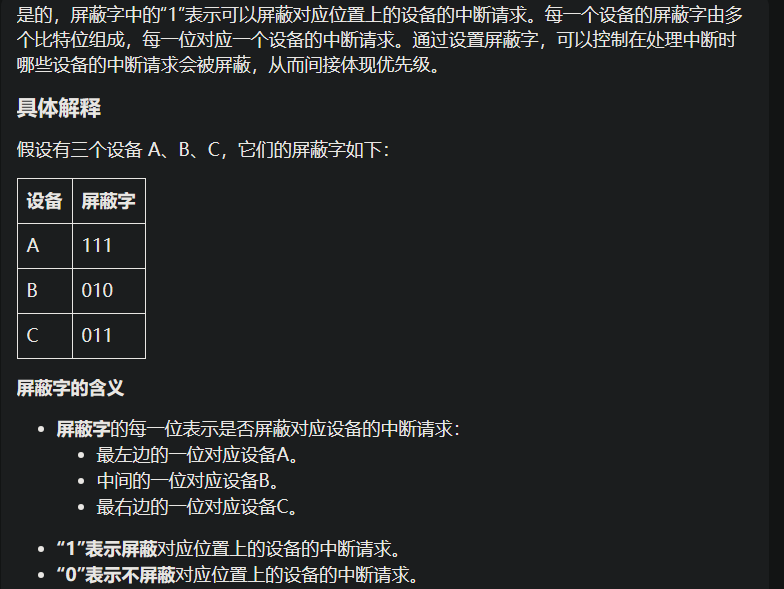 是的，屏蔽字中的“1”表示可以屏蔽对应位置上的设备的中断请求。每一个设备的屏蔽字由多
个比特位组成，每一位对应一个设备的中断请求。通过设置屏蔽字，可以控制在处理中断时
哪些设备的中断请求会被屏蔽，从而间接体现优先级。
具体解释
假设有三个设备 A、B、C，它们的屏蔽字如下：
设备 屏蔽字
A 111
B 010
C 011
屏蔽字的含义
• 屏蔽字的每一位表示是否屏蔽对应设备的中断请求：
• 最左边的一位对应设备A。
• 中间的一位对应设备B。
• 最右边的一位对应设备C。
• “1”表示屏蔽对应位置上的设备的中断请求。
• “0”表示不屏蔽对应位置上的设备的中断请求。